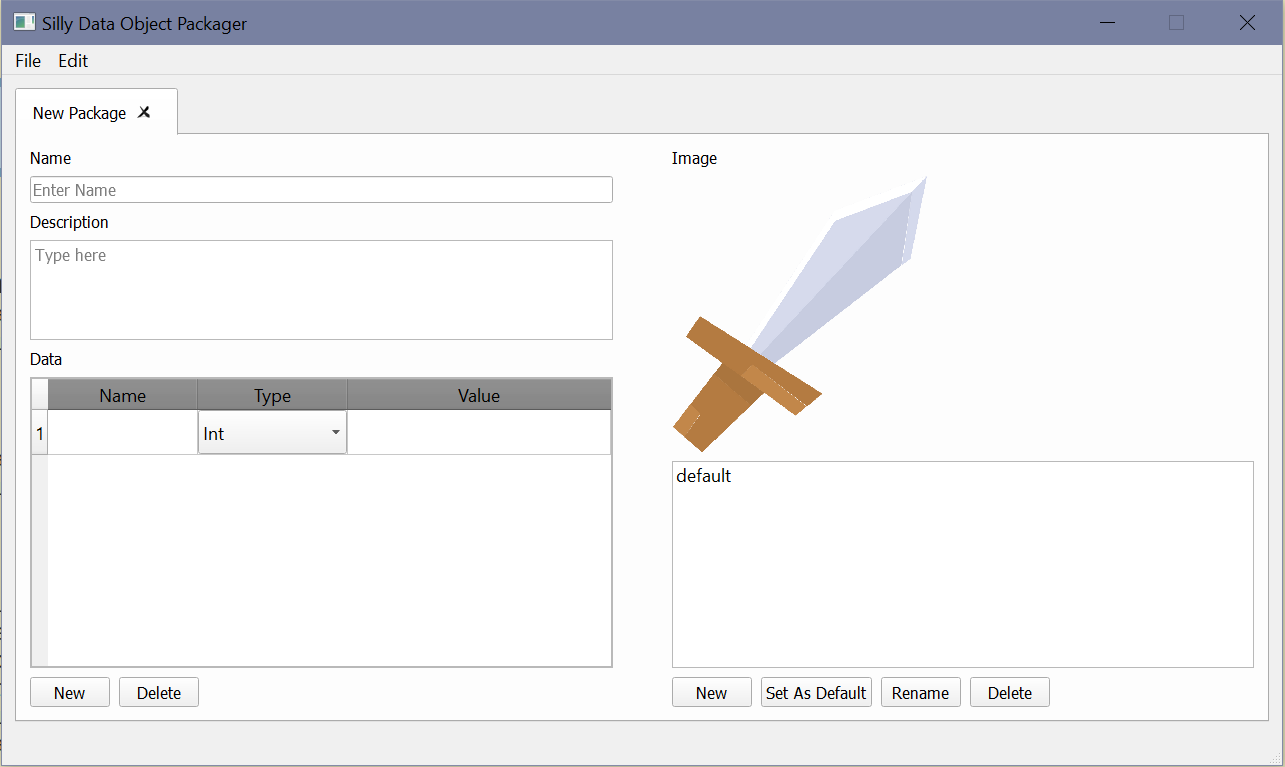 Silly Data Object Packager
File Edit
New Package
Name
Enter Name
Description
Type here
Data
Name Type Value
1 Int
New Delete
Image
default
New Set As Default Rename Delete